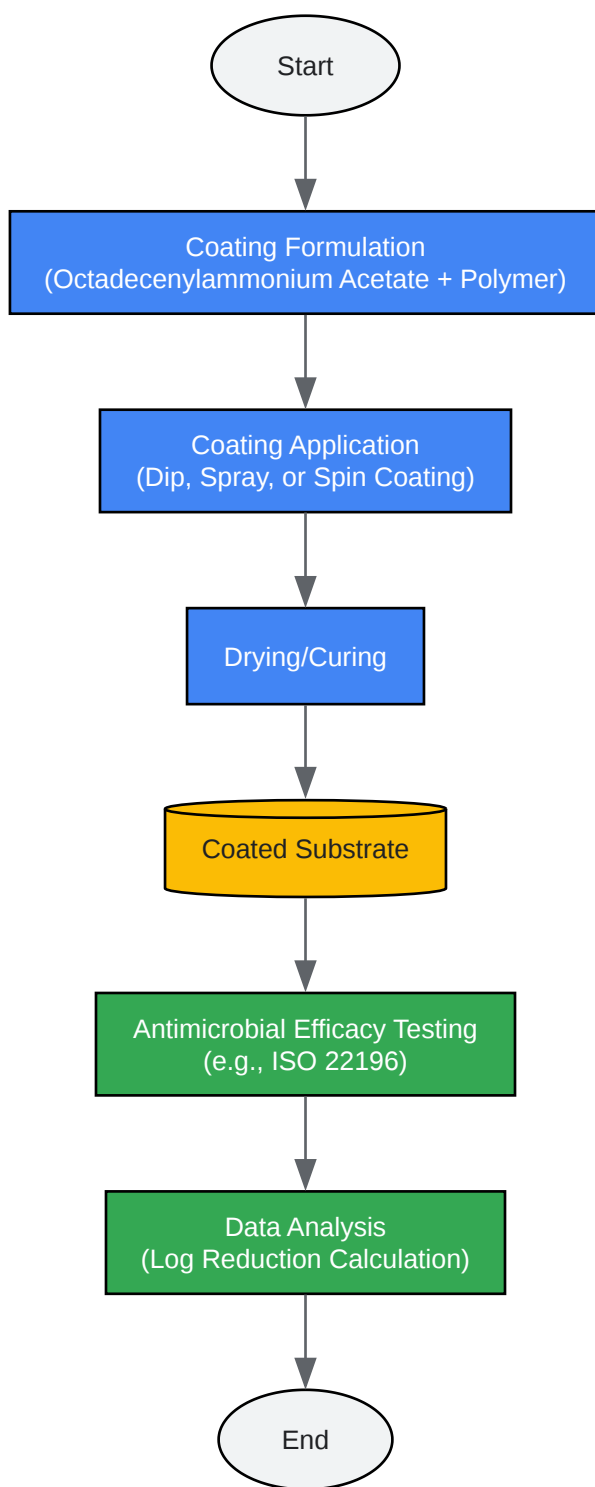 Start
Coating Formulation
(Octadecenylammonium Acetate + Polymer)
Coating Application
(Dip, Spray, or Spin Coating)
Drying/Curing
Coated Substrate
Antimicrobial Efficacy Testing
(e.g., ISO 22196)
Data Analysis
(Log Reduction Calculation)
End